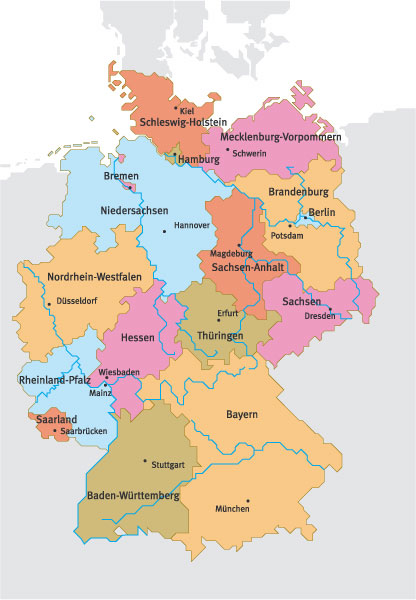 Kiel
Schleswig-Holstein
Mecklenburg-Vorpommern
Schwerin
Hamburg
Bremen
Brandenburg
Niedersachsen
Berlin
Hannover
Potsdam
Magdeburg
Sachsen-Anhalt
Nordrhein-Westfalen
Düsseldorf
Sachsen
Dresden
Erfurt
Thüringen
Hessen
Wiesbaden
Rheinland-Pfalz
Mainz
Bayern
Saarland
Saarbrücken
Stuttgart
Baden-Württemberg
München